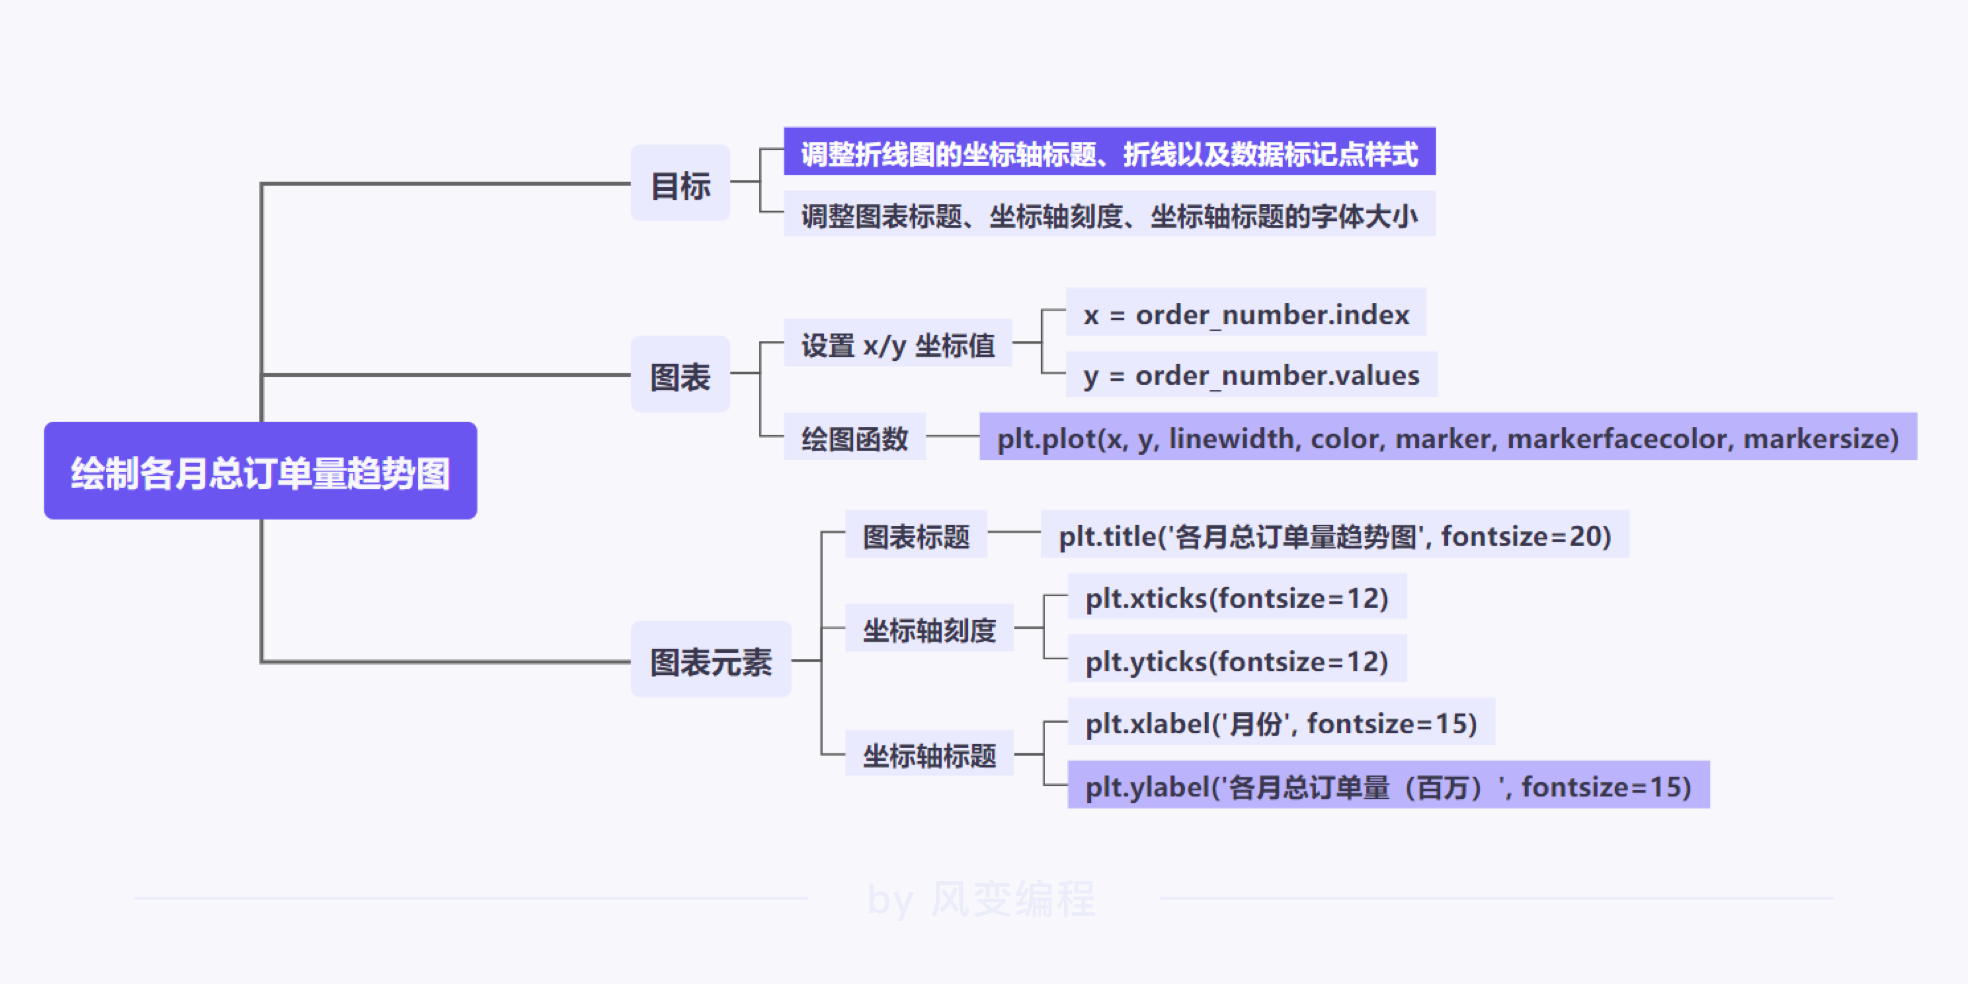 绘制各月总订单量趋势图
目标
调整折线图的坐标轴标题、折线以及数据标记点样式
调整图表标题、坐标轴刻度、坐标轴标题的字体大小
图表
设置 x/y 坐标值
x = order_number.index
y = order_number.values
绘图函数
plt.plot(x, y, linewidth, color, marker, markerfacecolor, markersize)
图表元素
图表标题
plt.title('各月总订单量趋势图', fontsize=20)
坐标轴刻度
plt.xticks(fontsize=12)
plt.yticks(fontsize=12)
坐标轴标题
plt.xlabel('月份', fontsize=15)
plt.ylabel('各月总订单量（百万）', fontsize=15)
by 风变编程